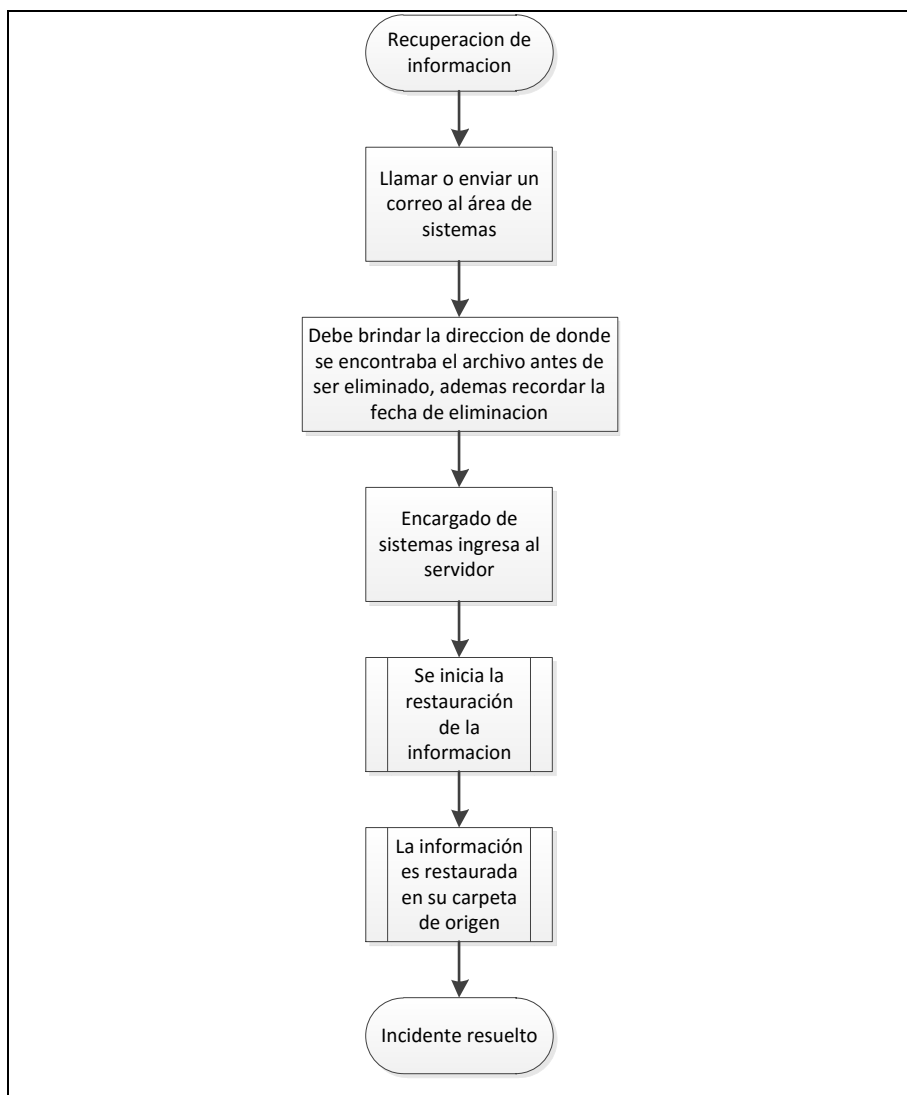 Recuperacion de
informacion
Llamar o enviar un
correo al área de
sistemas
Debe brindar la direccion de donde
se encontraba el archivo antes de
ser eliminado, ademas recordar la
fecha de eliminacion
Encargado de
sistemas ingresa al
servidor
Se inicia la
restauración
de la
informacion
La información
es restaurada
en su carpeta
de origen
Incidente resuelto